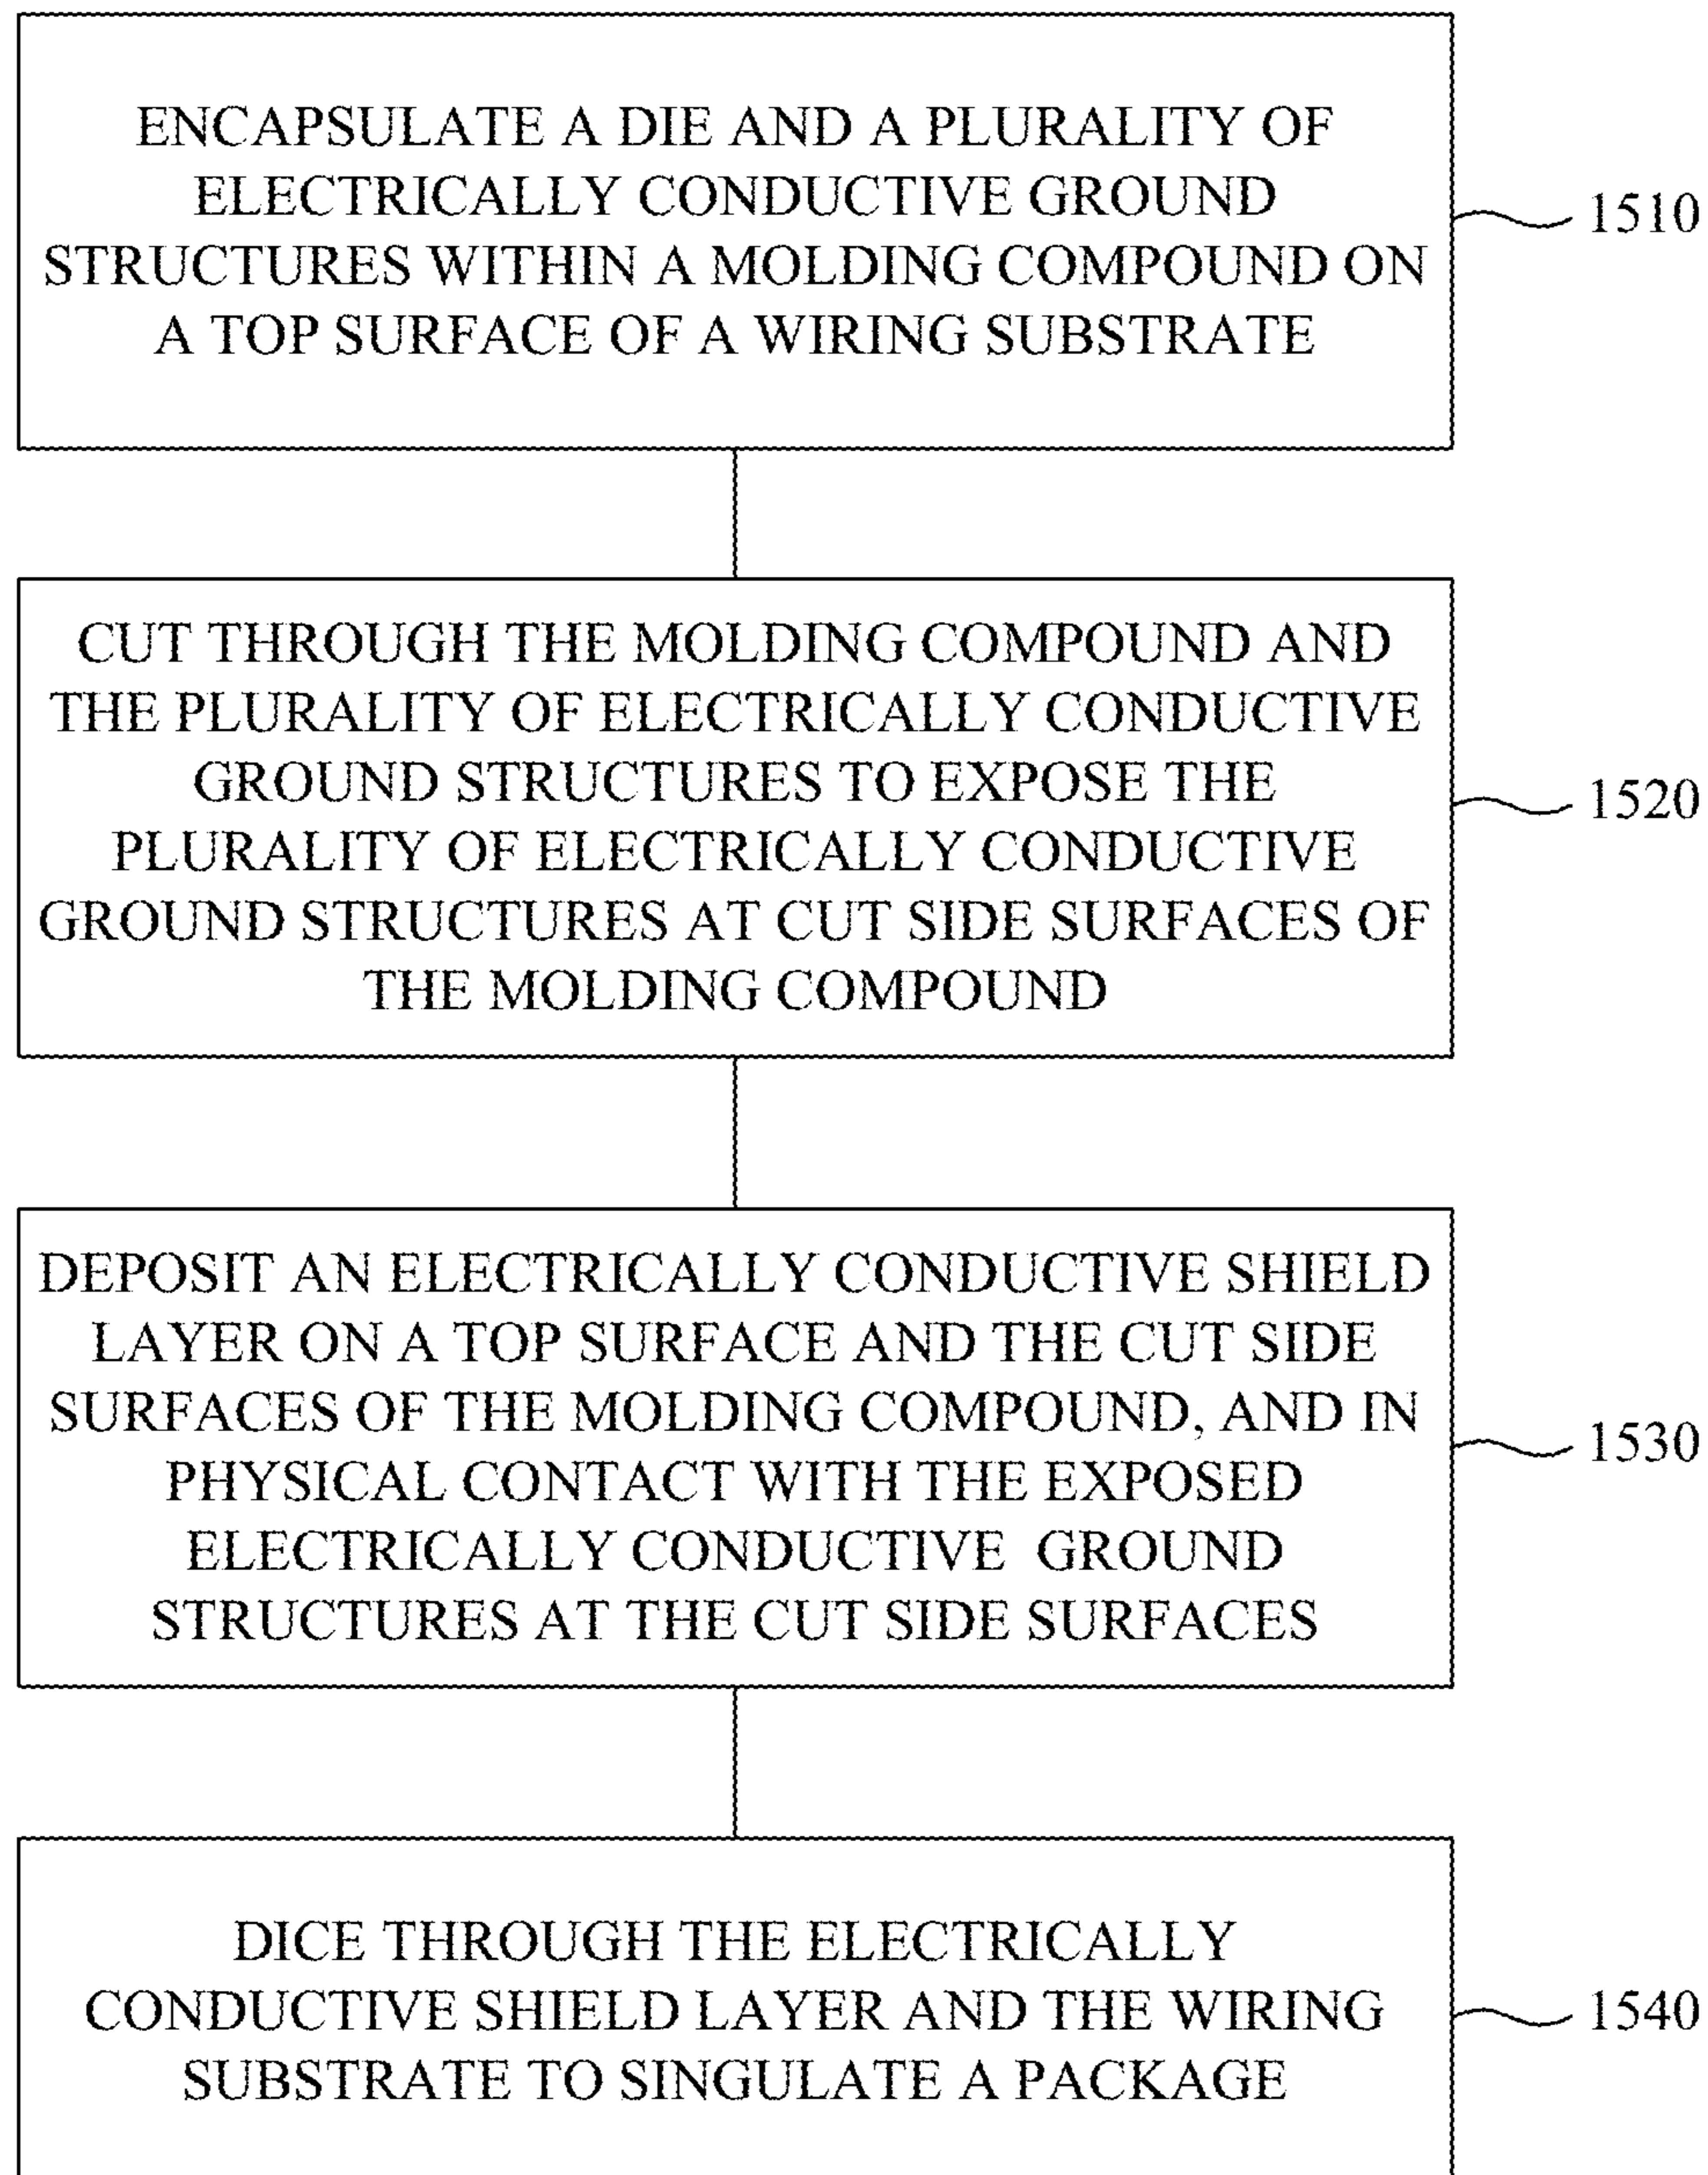 ENCAPSULATE A DIE AND A PLURALITY OF
ELECTRICALLY CONDUCTIVE GROUND
STRUCTURES WITHIN A MOLDING COMPOUND ON
A TOP SURFACE OF A WIRING SUBSTRATE
1510
CUT THROUGH THE MOLDING COMPOUND AND
THE PLURALITY OF ELECTRICALLY CONDUCTIVE
GROUND STRUCTURES TO EXPOSE THE
PLURALITY OF ELECTRICALLY CONDUCTIVE
GROUND STRUCTURES AT CUT SIDE SURFACES OF
THE MOLDING COMPOUND
1520
DEPOSIT AN ELECTRICALLY CONDUCTIVE SHIELD
LAYER ON A TOP SURFACE AND THE CUT SIDE
SURFACES OF THE MOLDING COMPOUND, AND IN
PHYSICAL CONTACT WITH THE EXPOSED
ELECTRICALLY CONDUCTIVE GROUND
STRUCTURES AT THE CUT SIDE SURFACES
1530
DICE THROUGH THE ELECTRICALLY
CONDUCTIVE SHIELD LAYER AND THE WIRING
SUBSTRATE TO SINGULATE A PACKAGE
1540